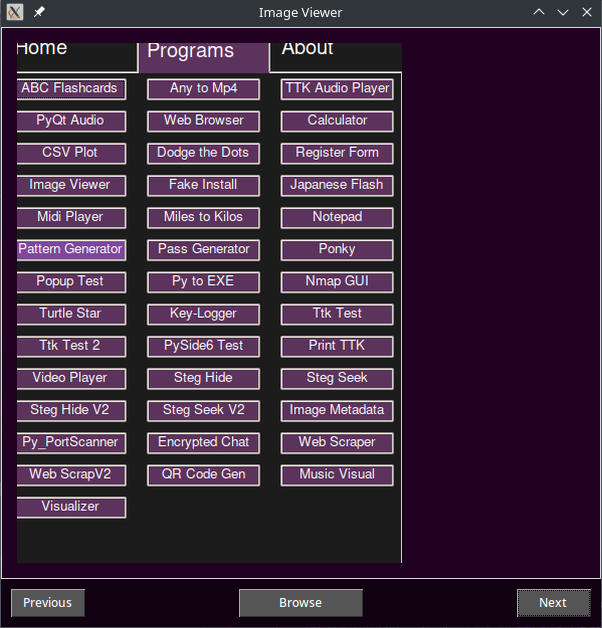 Image Viewer
Home Programs About
ABC Flashcards Any to Mp4 TTK Audio Player
PyQt Audio Web Browser Calculator
CSV Plot Dodge the Dots Register Form
Image Viewer Fake Install Japanese Flash
Midi Player Miles to Kilos Notepad
Pattern Generator Pass Generator Ponky
Popup Test Py to EXE Nmap GUI
Turtle Star Key-Logger Ttk Test
Ttk Test 2 PySide6 Test Print TTK
Video Player Steg Hide Steg Seek
Steg Hide V2 Steg Seek V2 Image Metadata
Py_PortScanner Encrypted Chat Web Scraper
Web ScrapV2 QR Code Gen Music Visual
Visualizer
Previous Browse Next